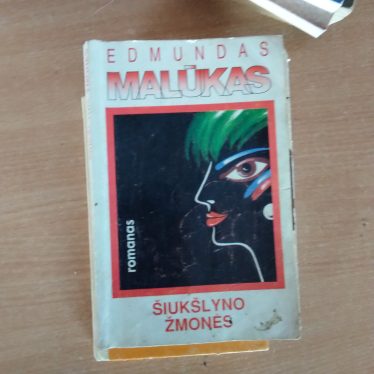 EDMUNDAS
MALŪKAS
romanas
ŠIUKŠLYNO
ŽMONĖS